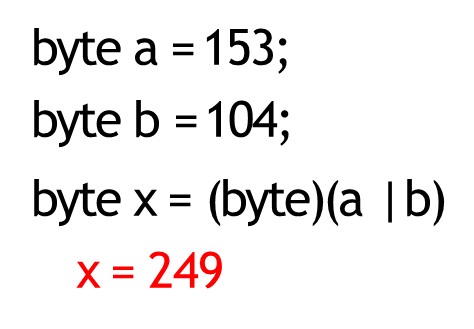 byte a = 153;
byte b = 104;
byte x = (byte)(a | b)
x = 249